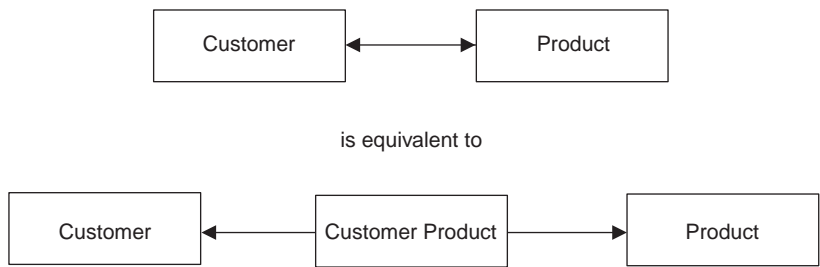 Customer Product
is equivalent to
Customer Customer Product Product